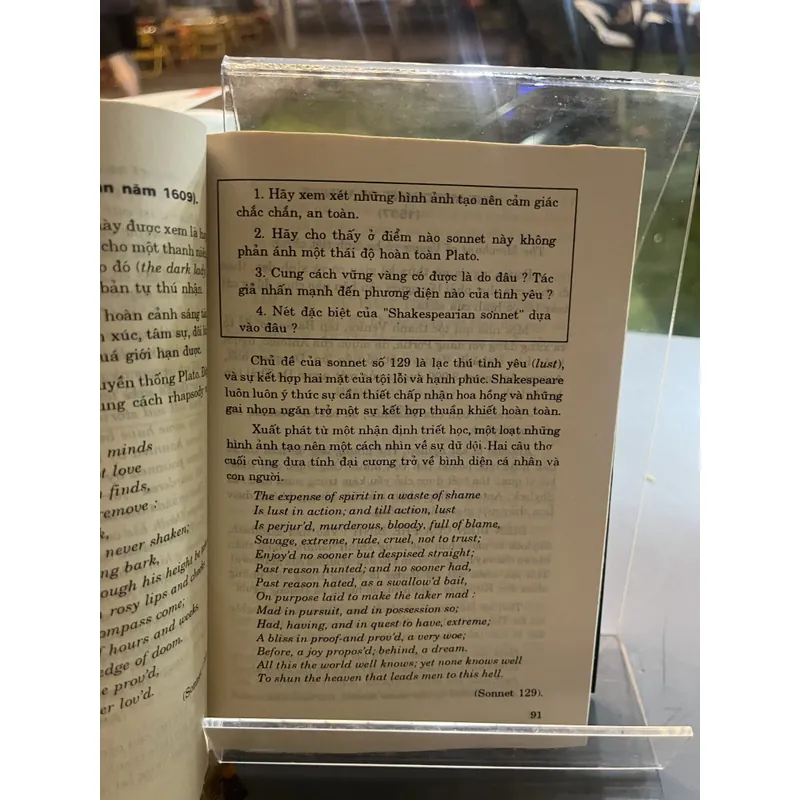 ăn năm 1609).
này được xem là
cho một thanh niên
đó (the dark lady
bản tự thú nhận
hoàn cảnh sáng
xúc, tâm sự, đôi
giới hạn được.
truyền thống Plato.
cung cách rhapsody
minds
love
finds,
remove :
never shaken;
bark,
his height be
rosy lips and cheeks
compass come;
hours and weeks
edge of doom.
prov'd,
lov'd.
1. Hãy xem xét những hình ảnh tạo nên cảm giác
chắc chắn, an toàn.
2. Hãy cho thấy ở điểm nào sonnet này không
phản ánh một thái độ hoàn toàn Plato.
3. Cung cách vững vàng có được là do đâu ? Tác
giả nhấn mạnh đến phương diện nào của tình yêu ?
4. Nét đặc biệt của "Shakespearian sonnet" dựa
vào đâu ?
Chủ đề của sonnet số 129 là lạc thú tình yêu (lust),
và sự kết hợp hai mặt của tội lỗi và hạnh phúc. Shakespeare
luôn luôn ý thức sự cần thiết chấp nhận hoa hồng và những
gai nhọn ngăn trở một sự kết hợp thuần khiết hoàn toàn.
Xuất phát từ một nhận định triết học, một loạt những
hình ảnh tạo nên một cách nhìn về sự dữ dội. Hai câu thơ
cuối cùng đưa tính đại cương trở về bình diện cá nhân và
con người.
The expense of spirit in a waste of shame
Is lust in action; and till action, lust
Is perjur'd, murderous, bloody, full of blame,
Savage, extreme, rude, cruel, not to trust;
Enjoy'd no sooner but despised straight;
Past reason hunted; and no sooner had,
Past reason hated, as a swallow'd bait,
On purpose laid to make the taker mad :
Mad in pursuit, and in possession so;
Had, having, and in quest to have, extreme;
A bliss in proof-and prov'd, a very woe;
Before, a joy propos'd; behind, a dream.
All this the world well knows; yet none knows well
To shun the heaven that leads men to this hell.
(Sonnet 129).
91